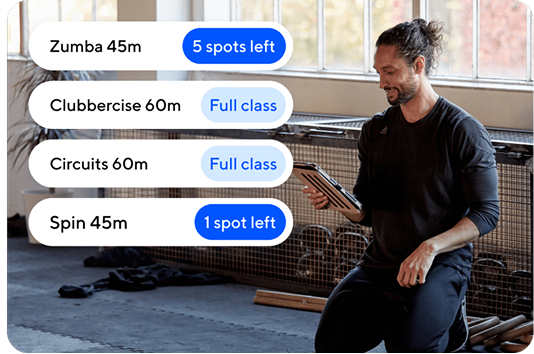 Zumba 45m 5 spots left
Clubbercise 60m Full class
Circuits 60m Full class
Spin 45m 1 spot left